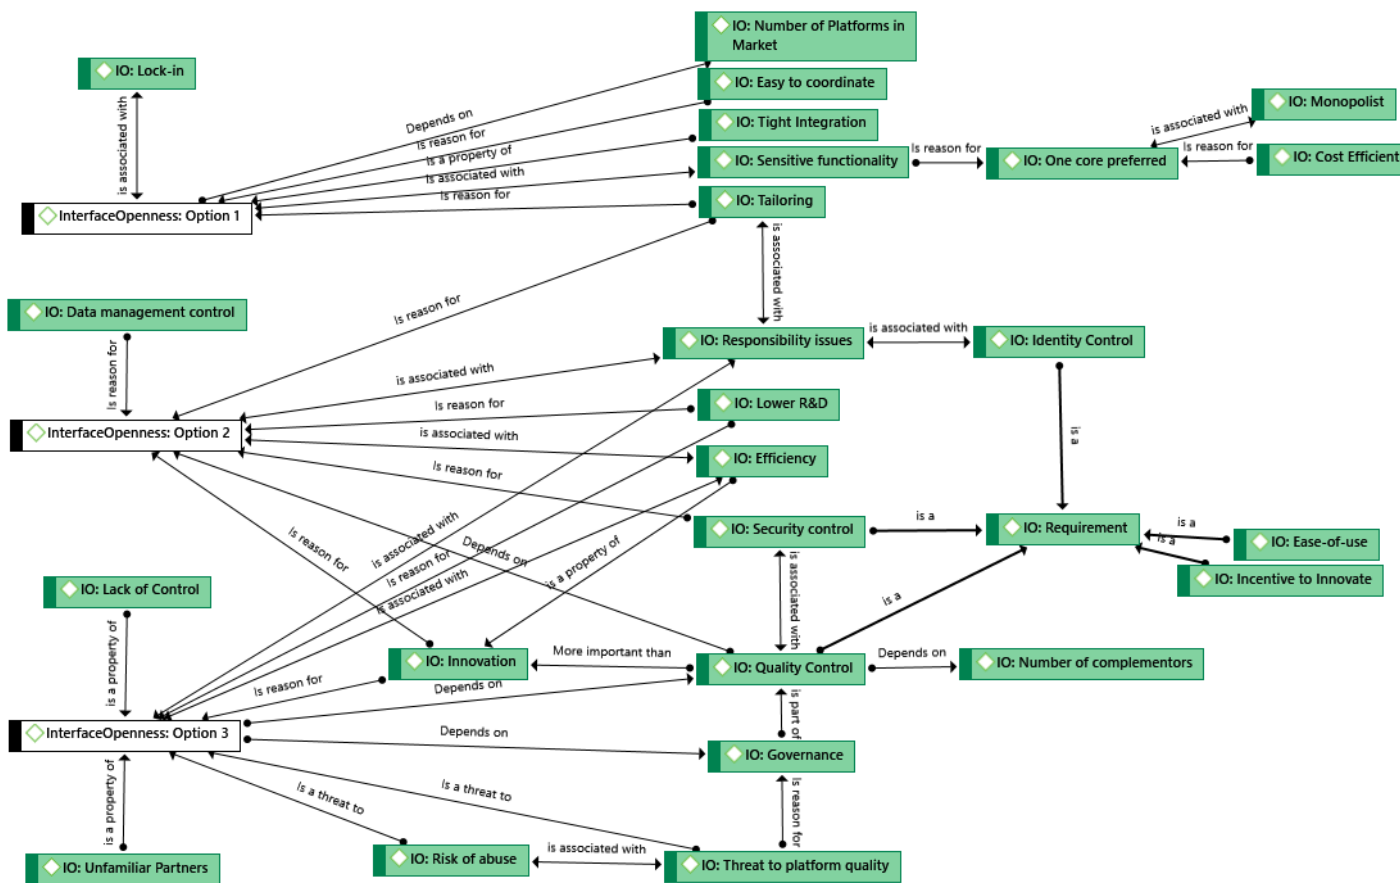 IO: Number of Platforms in
Market
IO: Lock-in
IO: Easy to coordinate
IO: Monopolist
is associated with
Depends on
IO: Tight Integration
is associated with
Is reason for
IO: Sensitive functionality
Is reason for
IO: One core preferred
Is reason for
IO: Cost Efficient
Is a property of
Is associated with
Is reason for
IO: Tailoring
InterfaceOpenness: Option 1
is associated with
Is reason for
IO: Data management control
IO: Responsibility issues
is associated with
IO: Identity Control
Is reason for
is associated with
IO: Lower R&D
Is reason for
InterfaceOpenness: Option 2
is associated with
IO: Efficiency
is a
Is reason for
IO: Security control
is a
IO: Requirement
is a
is a
IO: Ease-of-use
IO: Incentive to Innovate
Is reason for
Depends on
is associated with
Is reason for
is associated with
is a property of
is associated with
is a
IO: Lack of Control
is a property of
IO: Innovation
More important than
IO: Quality Control
Depends on
IO: Number of complementors
Is reason for
Depends on
is part of
InterfaceOpenness: Option 3
Depends on
IO: Governance
is a property of
Is a threat to
Is a threat to
Is reason for
IO: Unfamiliar Partners
IO: Risk of abuse
is associated with
IO: Threat to platform quality